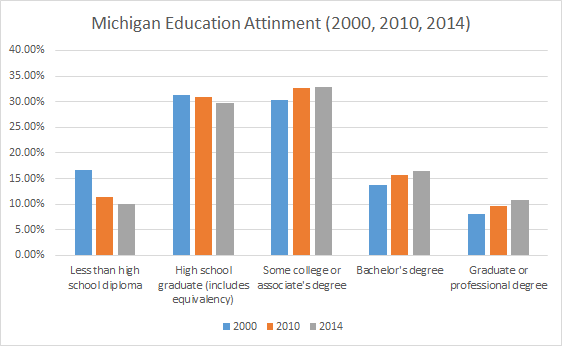 Michigan Education Attinment (2000, 2010, 2014)
40.00%
35.00%
30.00%
25.00%
20.00%
15.00%
10.00%
5.00%
0.00%
Less than high
school diploma
High school
graduate (includes
equivalency)
Some college or
associate's degree
Bachelor's degree
Graduate or
professional degree
2000 2010 2014